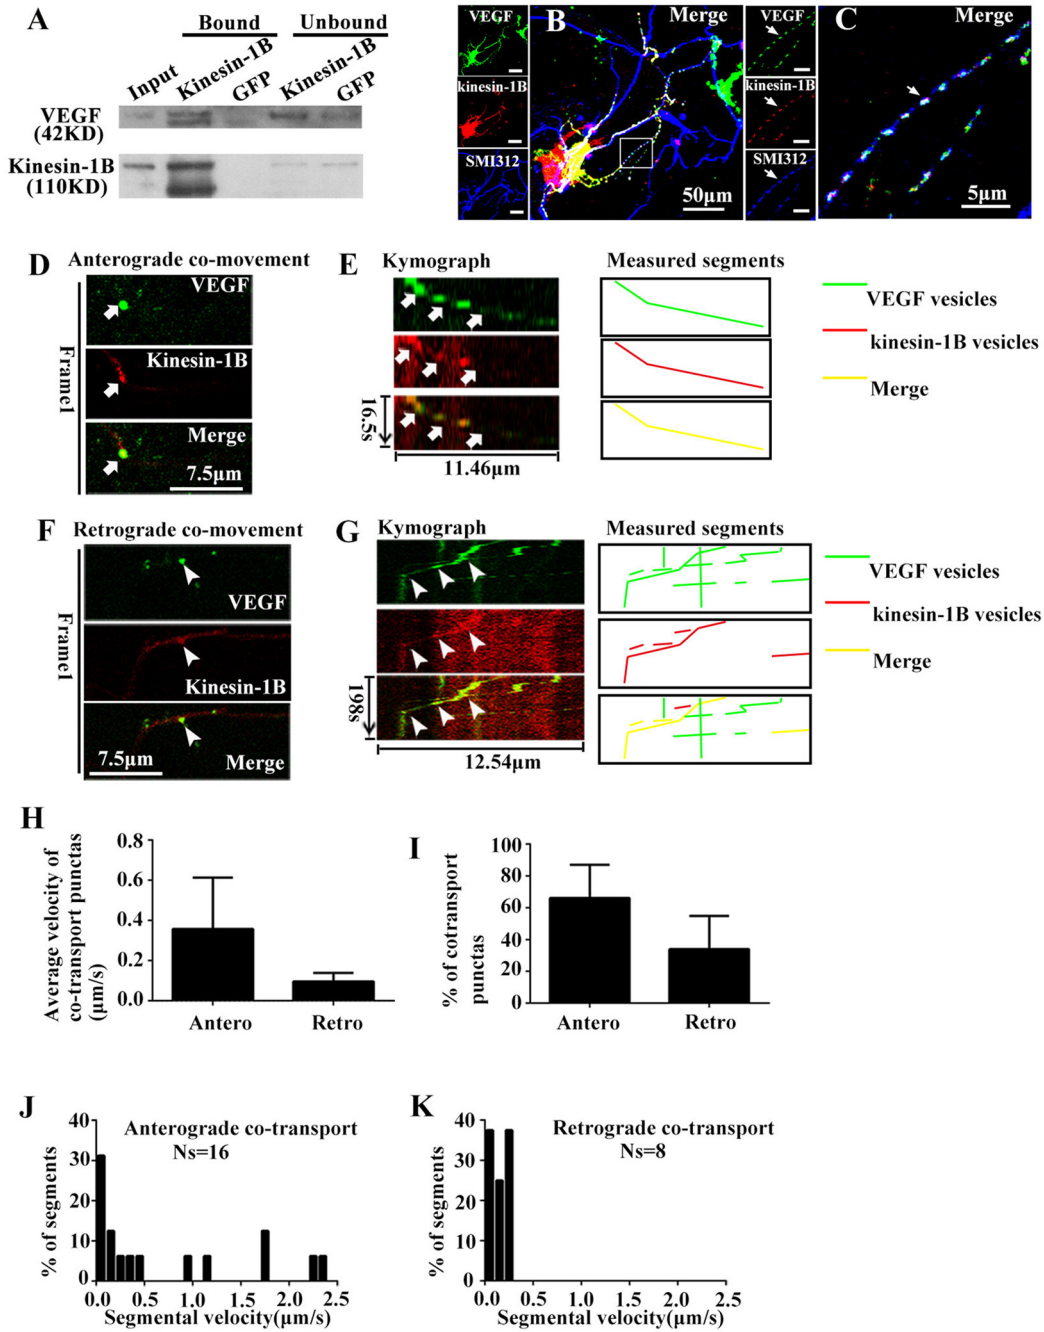 A
Bound
Unbound
Input
Kinesin-1B
GFP
Kinesin-1B
GFP
VEGF
(42KD)
Kinesin-1B
(110KD)
VEGF
kinesin-1B
SMI312
B
Merge
50μm
VEGF
kinesin-1B
SMI312
C
Merge
5μm
D
Anterograde co-movement
Frame1
VEGF
Kinesin-1B
Merge
7.5μm
E
Kymograph
16.5s
11.46μm
Measured segments
VEGF vesicles
kinesin-1B vesicles
Merge
F
Retrograde co-movement
Frame1
VEGF
Kinesin-1B
7.5μm
Merge
G
Kymograph
198s
12.54μm
Measured segments
VEGF vesicles
kinesin-1B vesicles
Merge
H
Average velocity of
co-transport punctas
(μm/s)
0.8
0.6
0.4
0.2
0.0
Antero
Retro
I
% of cotransport
punctas
100
80
60
40
20
0
Antero
Retro
J
Anterograde co-transport
Ns=16
% of segments
40
30
20
10
0
0.0
0.5
1.0
1.5
2.0
2.5
Segmental velocity(μm/s)
K
Retrograde co-transport
Ns=8
% of segments
40
30
20
10
0
0.0
0.5
1.0
1.5
2.0
2.5
Segmental velocity(μm/s)